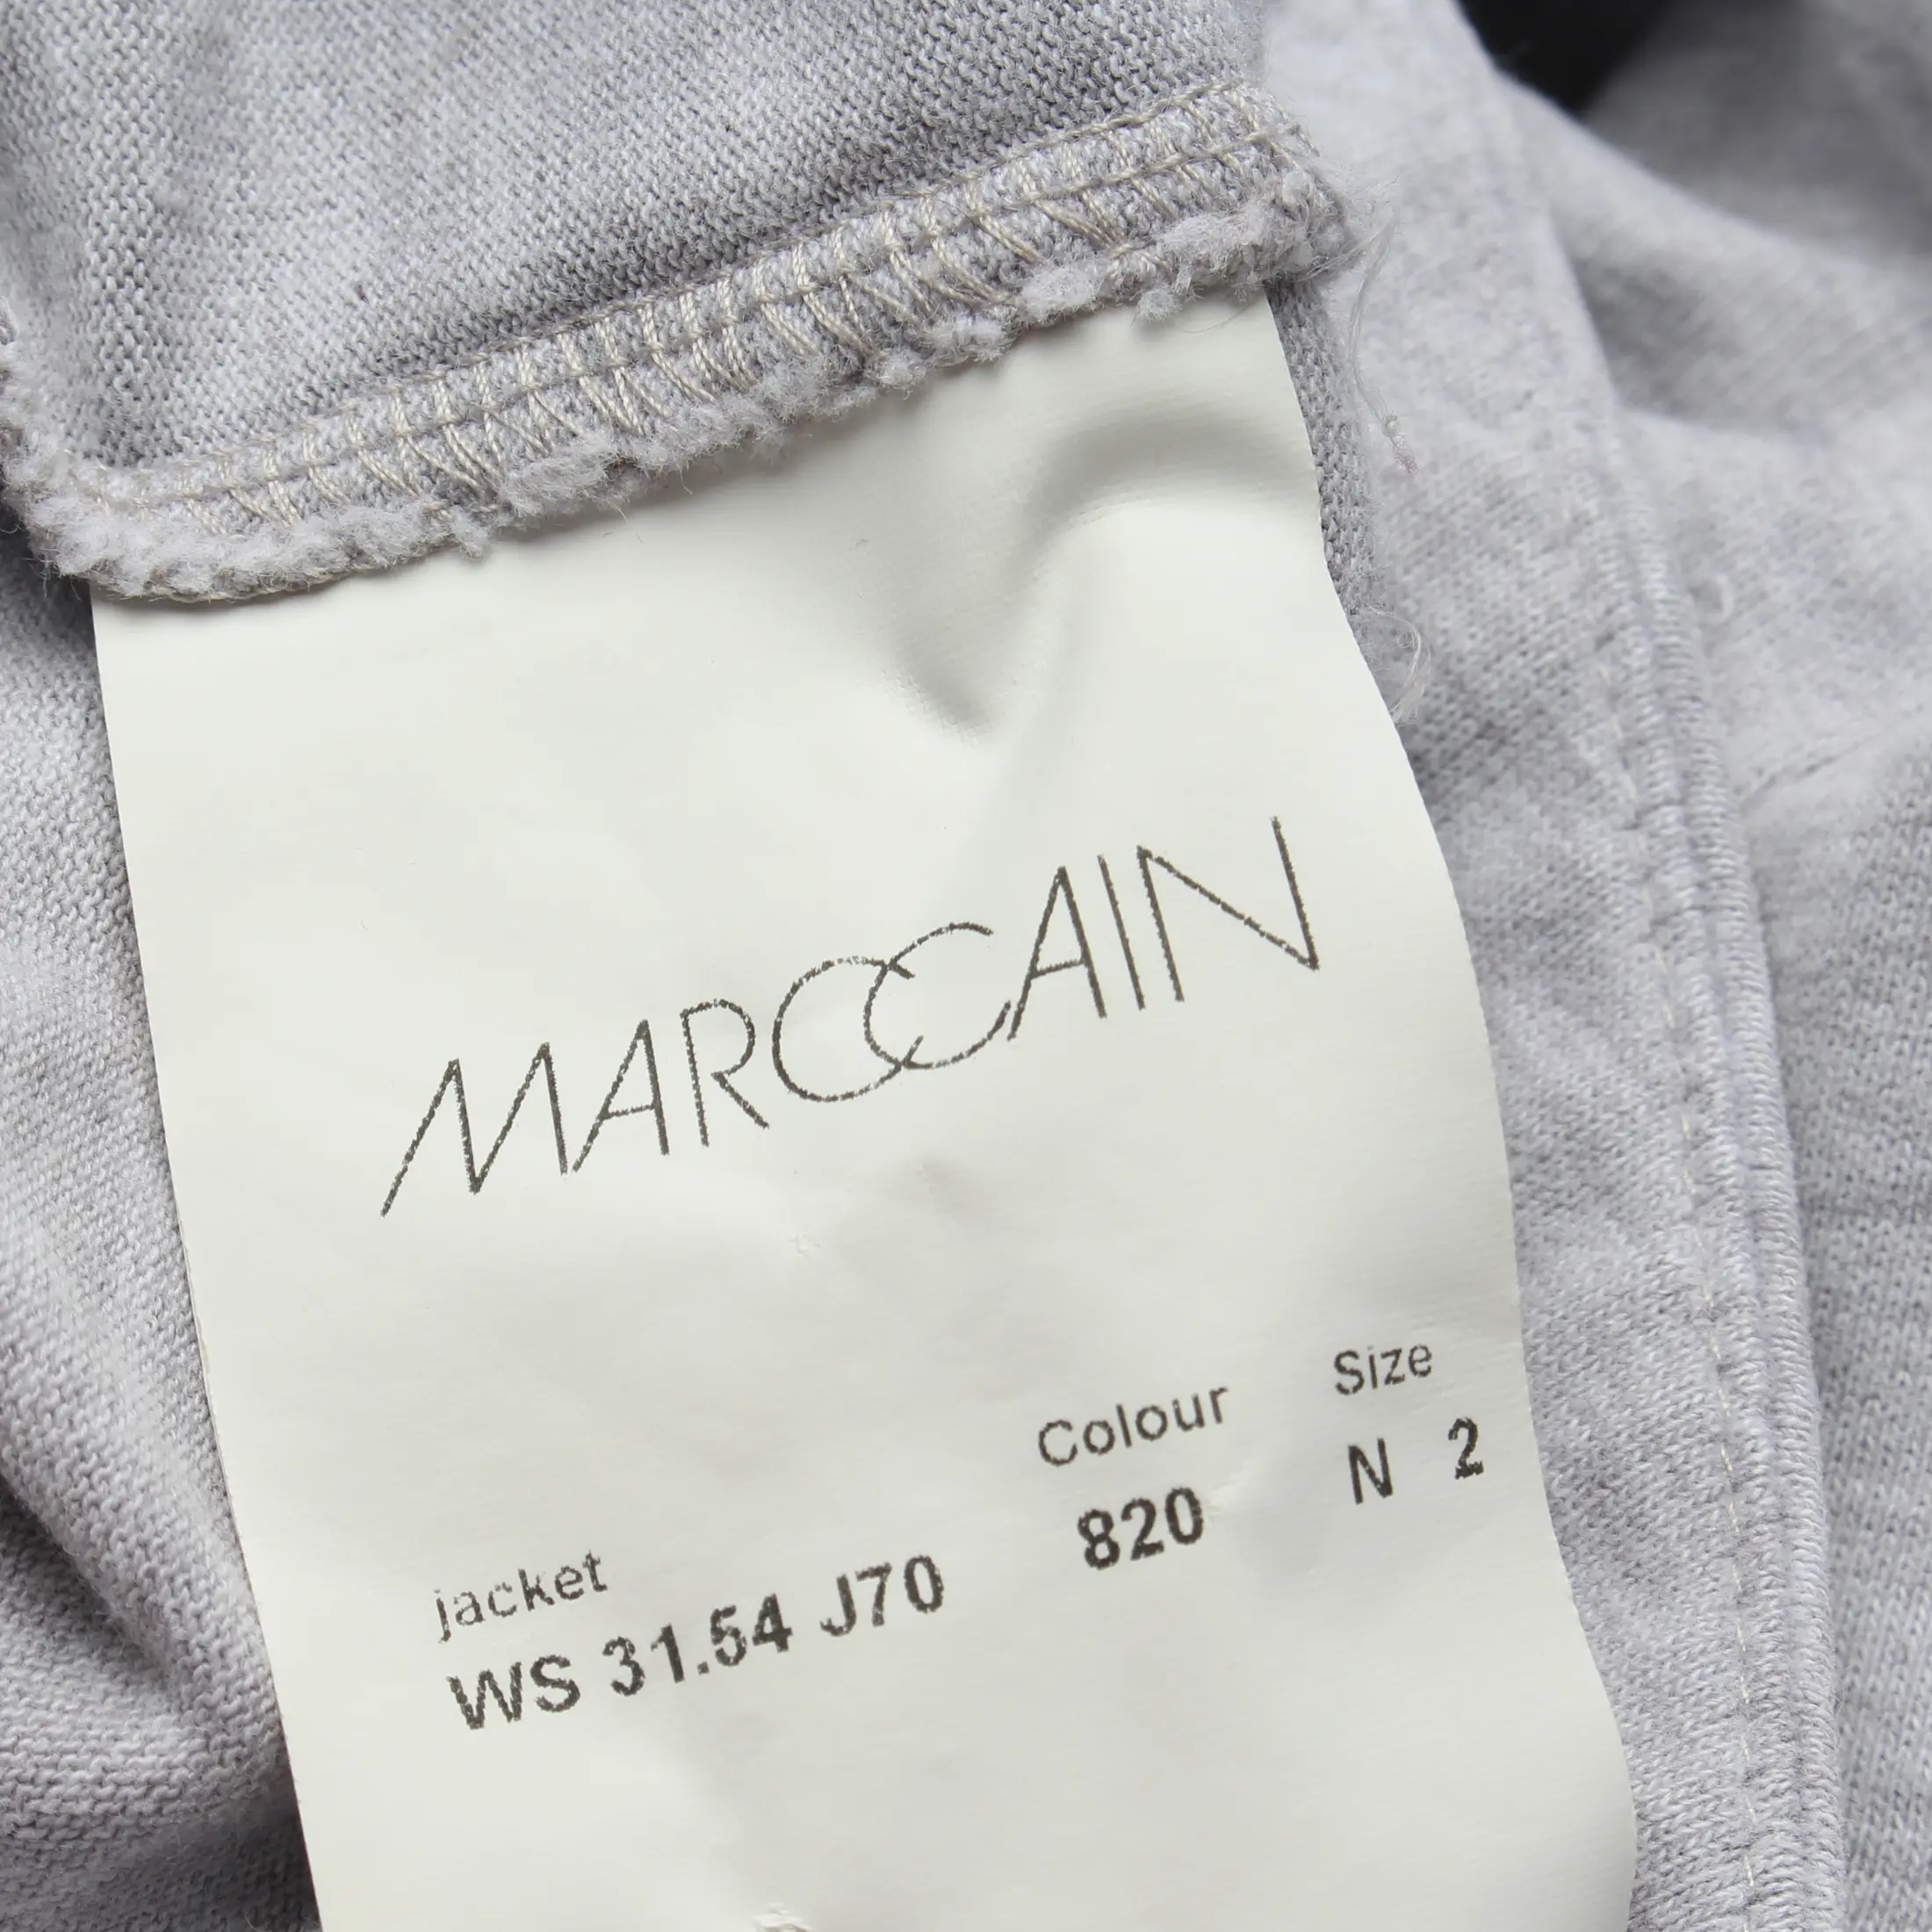 MARCCAIN
jacket Colour Size
WS 31.54 J70 820 N 2